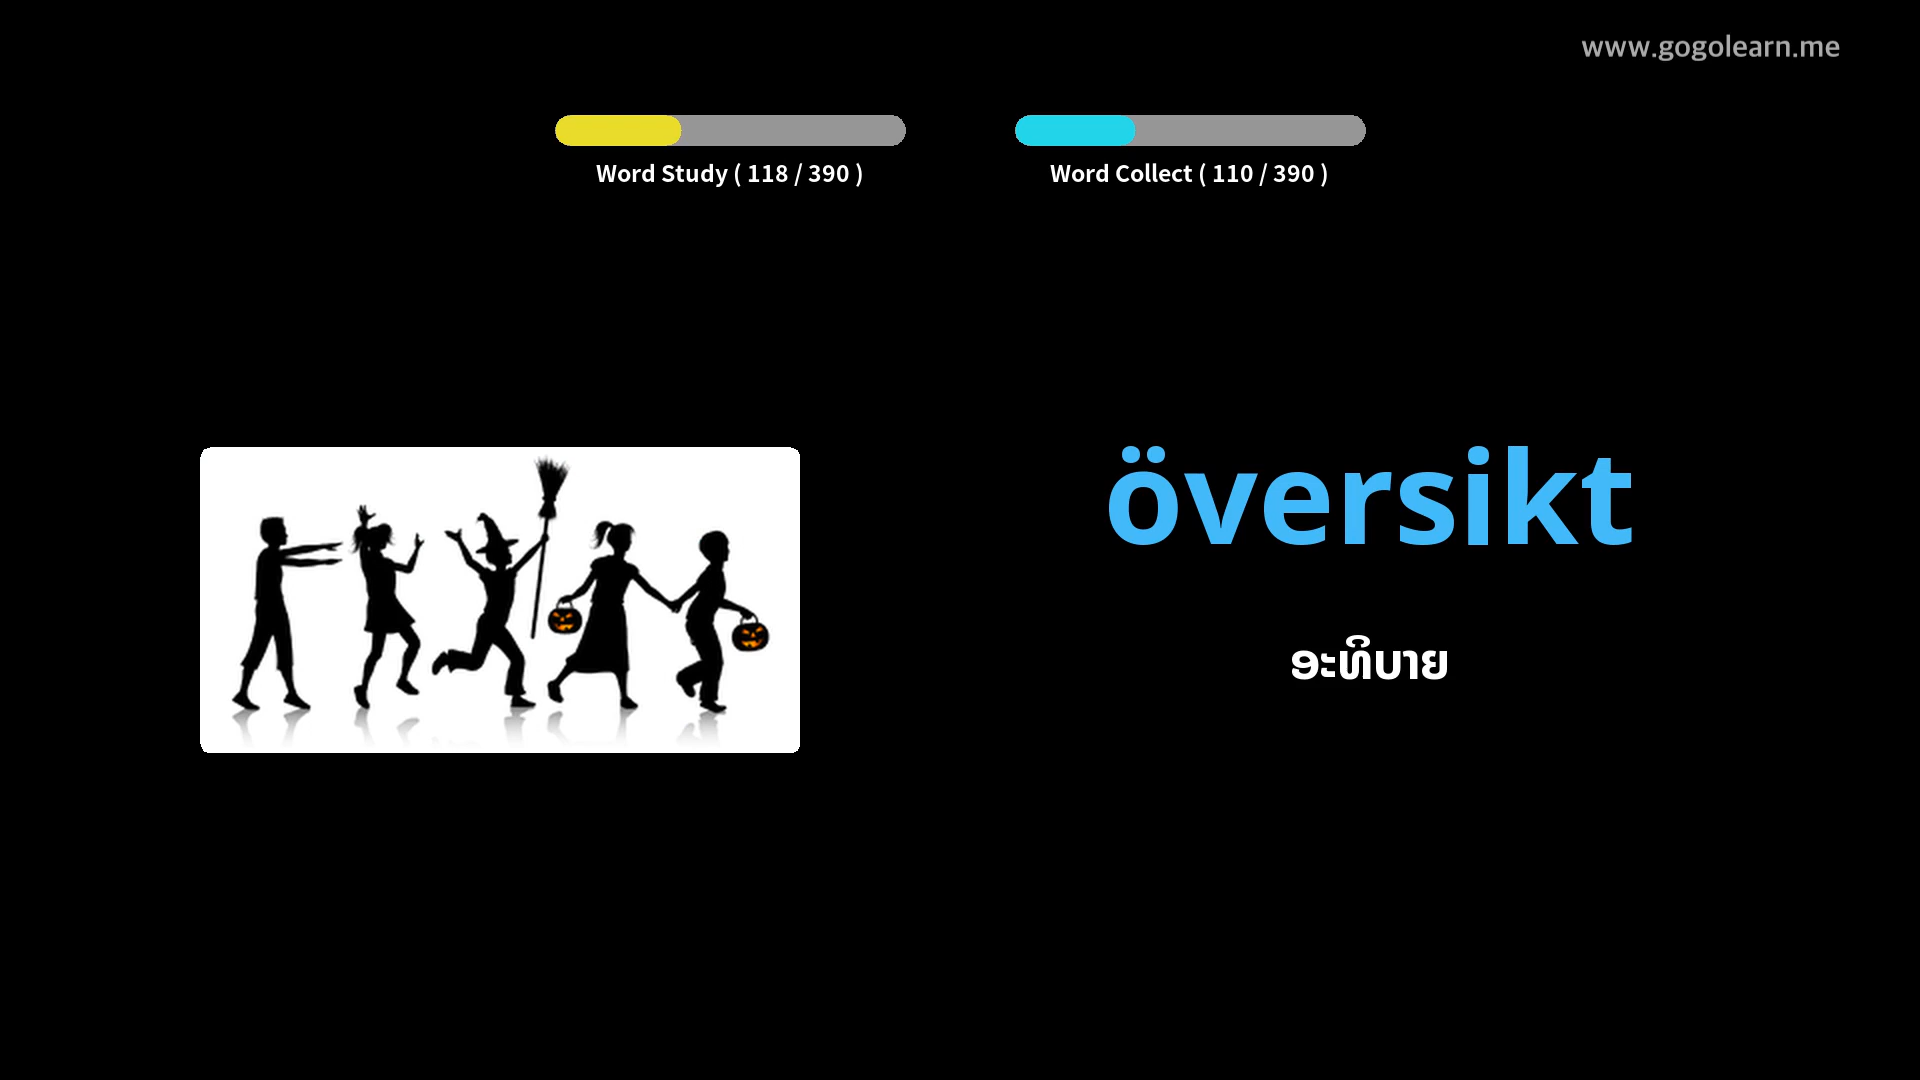 www.gogolearn.me
Word Study ( 118 / 390 )
Word Collect ( 110 / 390 )
översikt
ອະທິບາຍ